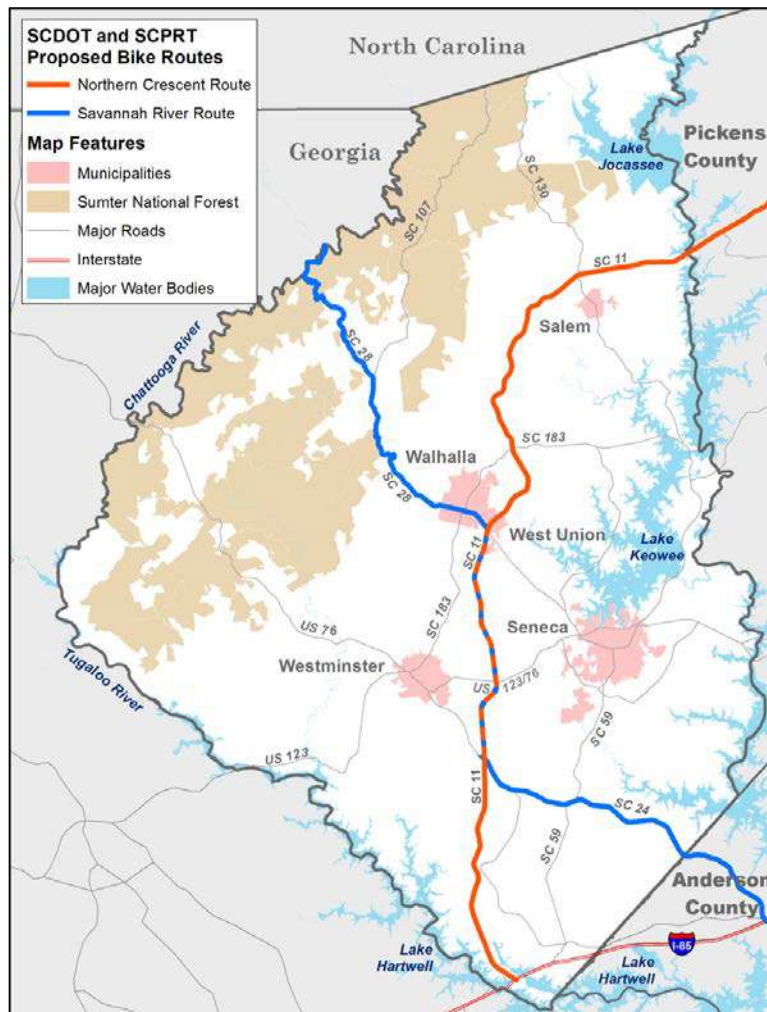 SCDOT and SCPRT
Proposed Bike Routes
Northern Crescent Route
Savannah River Route
Map Features
Municipalities
Sumter National Forest
Major Roads
Interstate
Major Water Bodies
North Carolina
Georgia
Pickens
County
Lake
Jocassee
SC 130
SC 107
SC 11
Salem
Chattooga River
SC 28
SC 183
Walhalla
SC 28
West Union
SC 11
Lake
Keowee
SC 183
Seneca
US 76
Westminster
US 123/76
Tugaloo River
SC 59
US 123
SC 11
SC 24
SC 59
Anderson
County
I-85
Lake
Hartwell
Lake
Hartwell